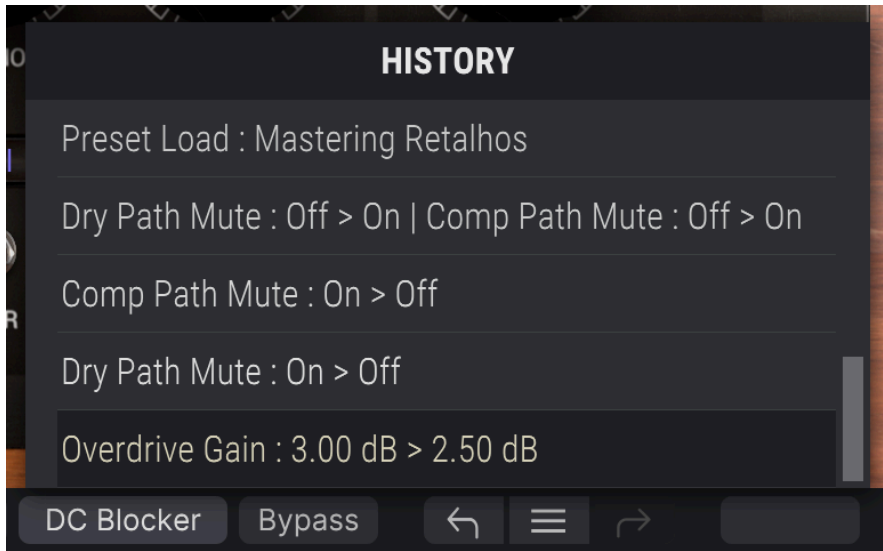 HISTORY
Preset Load : Mastering Retalhos
Dry Path Mute : Off > On | Comp Path Mute : Off > On
Comp Path Mute : On > Off
Dry Path Mute : On > Off
Overdrive Gain : 3.00 dB > 2.50 dB
DC Blocker Bypass